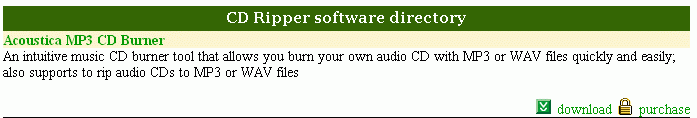 CD Ripper software directory
Acoustica MP3 CD Burner
An intuitive music CD burner tool that allows you burn your own audio CD with MP3 or WAV files quickly and easily;
also supports to rip audio CDs to MP3 or WAV files
download purchase